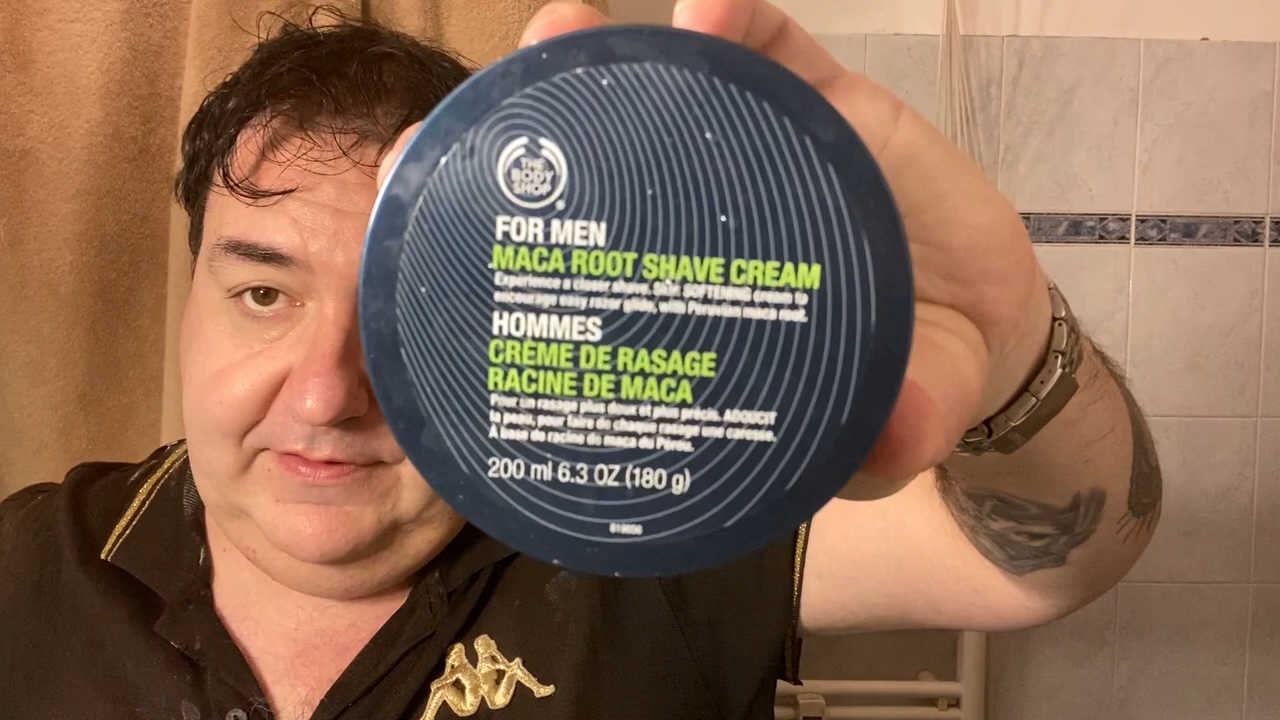 THE
BODY
SHOP
FOR MEN
MACA ROOT SHAVE CREAM
Experience a closer shave. Skin SOFTENING cream to
encourage easy razor glide, with Peruvian maca root.
HOMMES
CRÈME DE RASAGE
RACINE DE MACA
Pour un rasage plus doux et plus précis. ADOUCIT
la peau, pour faire de chaque rasage une caresse.
À base de racine de maca du Pérou.
200 ml 6.3 OZ (180 g)